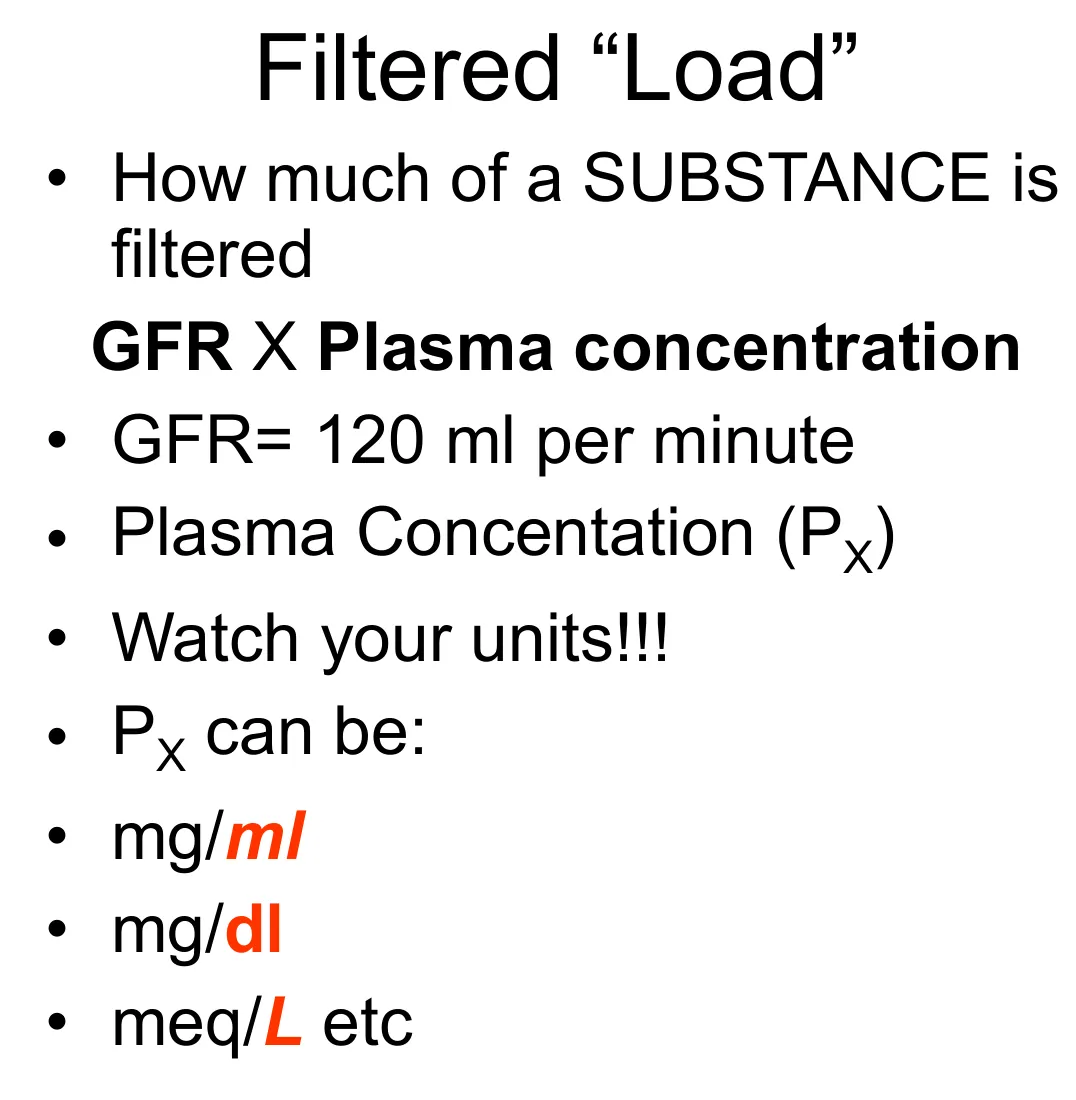 Filtered “Load”
• How much of a SUBSTANCE is
filtered
GFR X Plasma concentration
• GFR= 120 ml per minute
• Plasma Concentation (PX)
• Watch your units!!!
• PX can be:
• mg/ml
• mg/dl
• meq/L etc